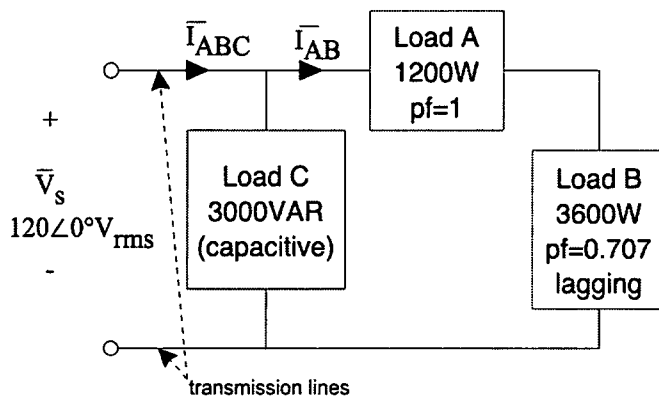 I̅ABC
I̅AB
Load A
1200W
pf=1
+
V̅s
120∠0°Vrms
-
Load C
3000VAR
(capacitive)
Load B
3600W
pf=0.707
lagging
transmission lines